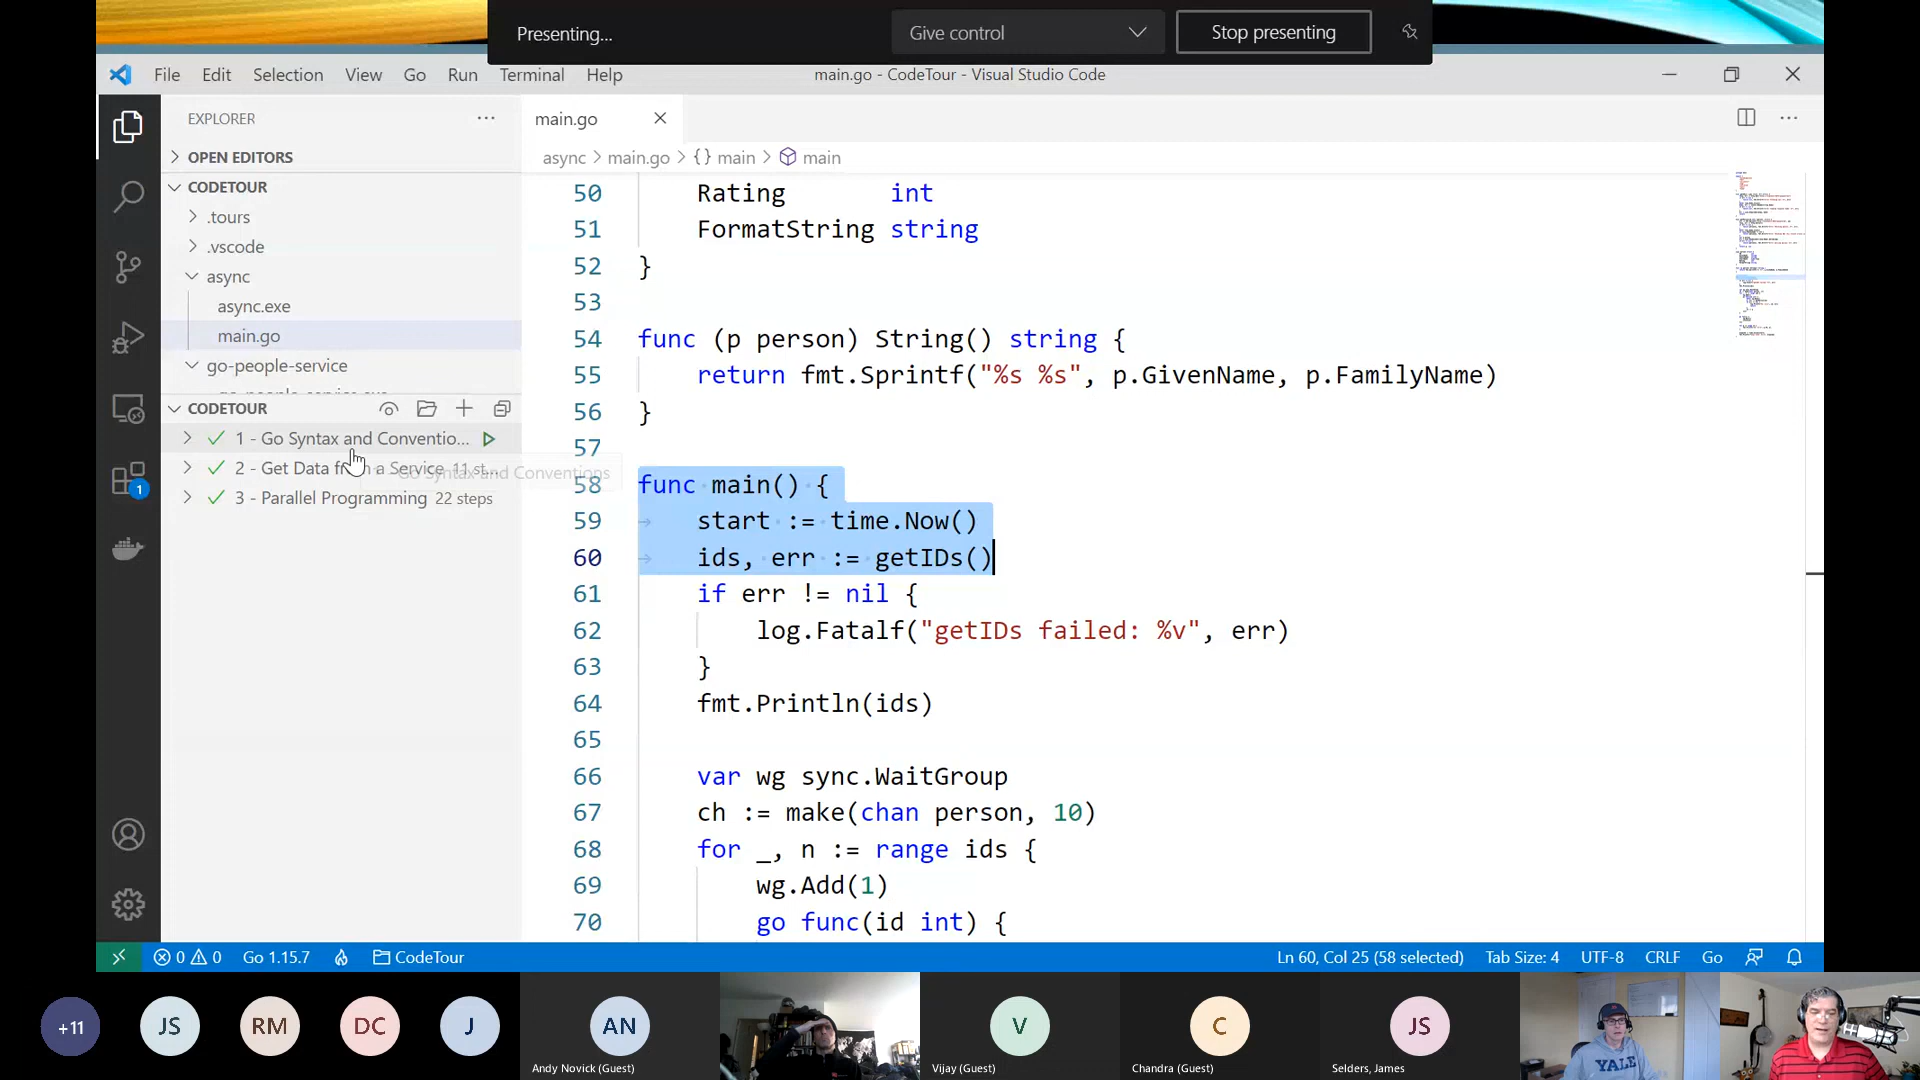 Presenting...
Give control
Stop presenting
File Edit Selection View Go Run Terminal Help
main.go - CodeTour - Visual Studio Code
EXPLORER
OPEN EDITORS
CODETOUR
.tours
.vscode
async
async.exe
main.go
go-people-service
CODETOUR
1 - Go Syntax and Conventio...
2 - Get Data a Service 11 st...
- Go Syntax and Conventions
3 - Parallel Programming 22 steps
1
main.go
async > main.go > {} main > main
50 Rating int
51 FormatString string
52 }
53
54 func (p person) String() string {
55 return fmt.Sprintf("%s %s", p.GivenName, p.FamilyName)
56 }
57
58 func main() {
59 start := time.Now()
60 ids, err := getIDs()
61 if err != nil {
62 log.Fatalf("getIDs failed: %v", err)
63 }
64 fmt.Println(ids)
65
66 var wg sync.WaitGroup
67 ch := make(chan person, 10)
68 for _, n := range ids {
69 wg.Add(1)
70 go func(id int) {
0 0 Go 1.15.7 CodeTour
Ln 60, Col 25 (58 selected) Tab Size: 4 UTF-8 CRLF Go
+11
JS
RM
DC
J
AN
Andy Novick (Guest)
V
Vijay (Guest)
C
Chandra (Guest)
JS
Selders, James
YALE